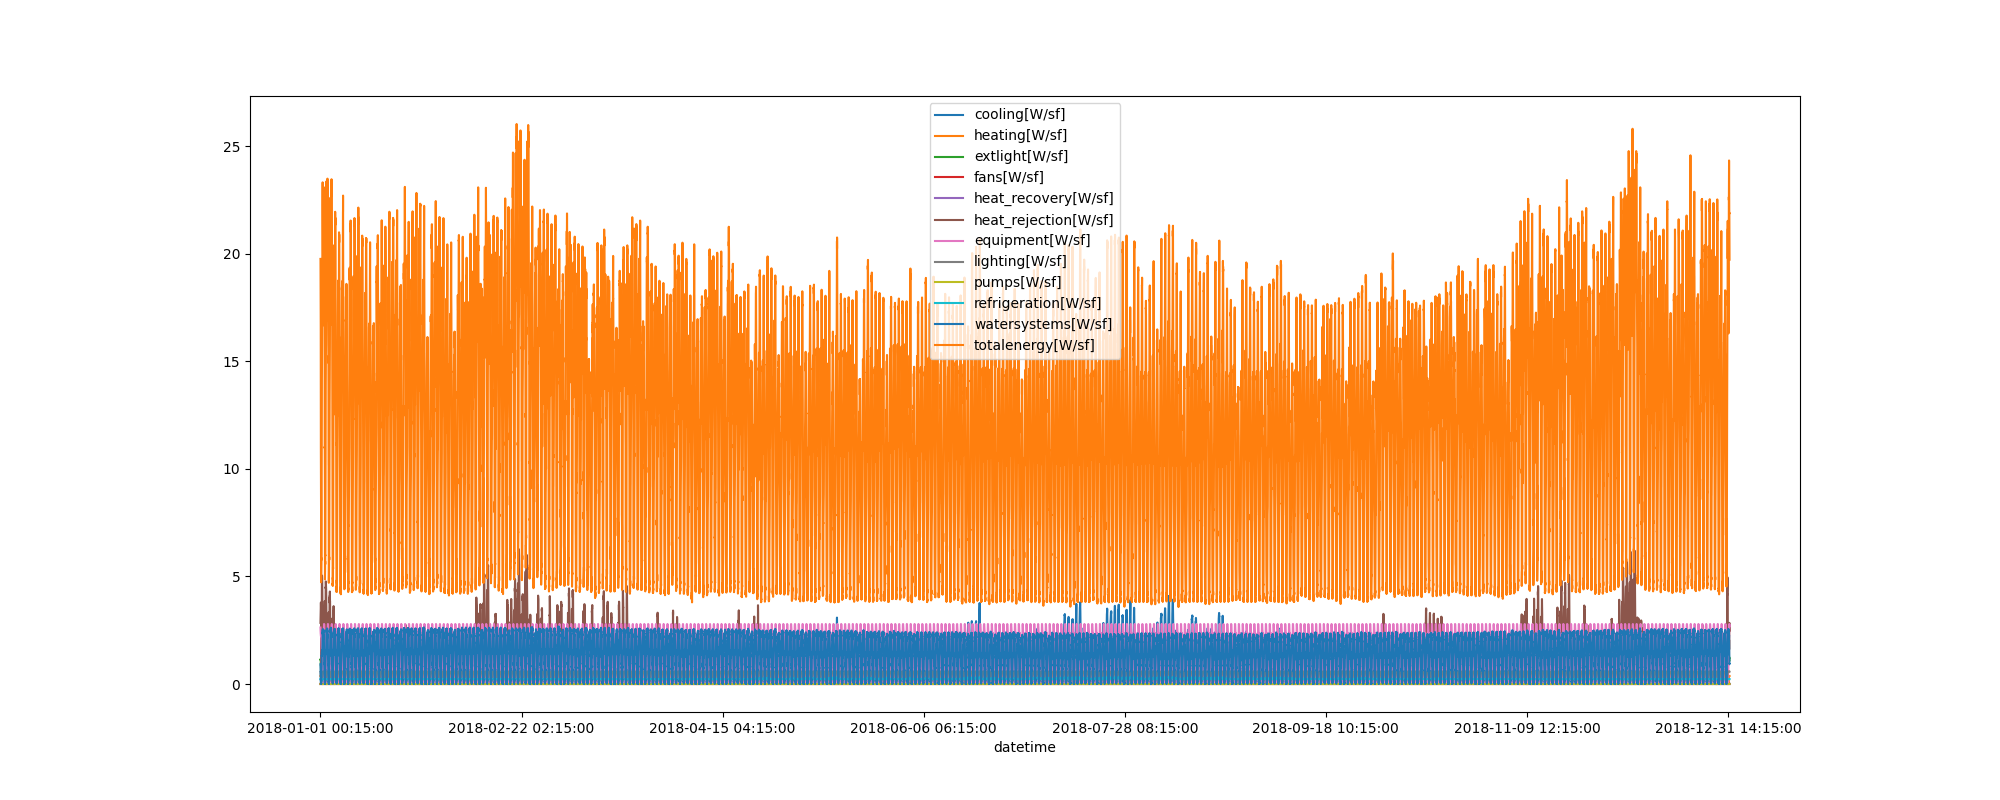 25
20
15
10
5
0
cooling[W/sf]
heating[W/sf]
extlight[W/sf]
fans[W/sf]
heat_recovery[W/sf]
heat_rejection[W/sf]
equipment[W/sf]
lighting[W/sf]
pumps[W/sf]
refrigeration[W/sf]
watersystems[W/sf]
totalenergy[W/sf]
2018-01-01 00:15:00 2018-02-22 02:15:00 2018-04-15 04:15:00 2018-06-06 06:15:00 2018-07-28 08:15:00 2018-09-18 10:15:00 2018-11-09 12:15:00 2018-12-31 14:15:00
datetime